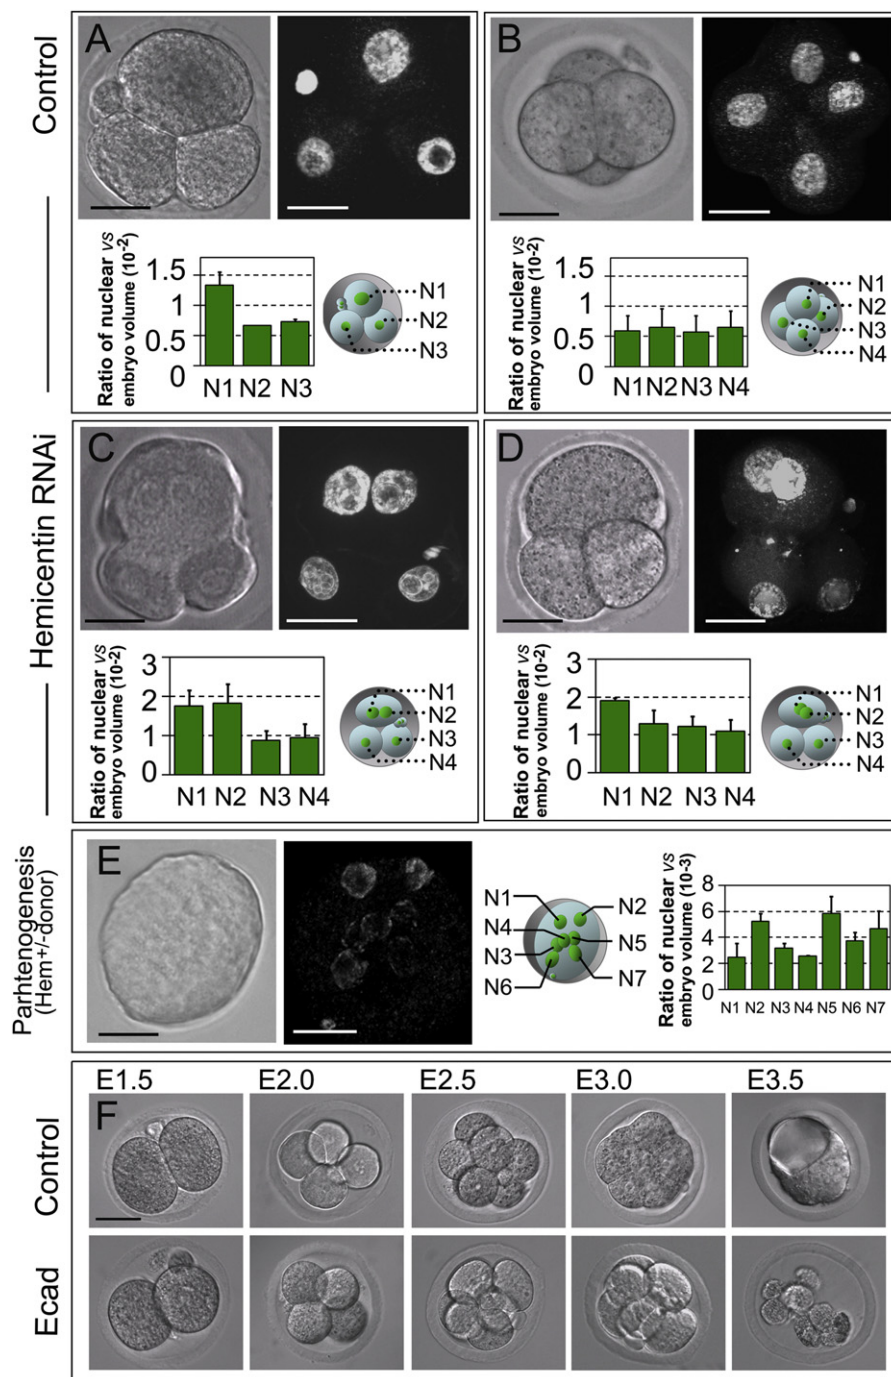 Control
A
B
Ratio of nuclear vs
embryo volume (10-2)
1.5
1
0.5
0
N1 N2 N3
N1
N2
N3
Ratio of nuclear vs
embryo volume (10-2)
1.5
1
0.5
0
N1 N2 N3 N4
N1
N2
N3
N4
Hemicentin RNAi
C
D
Ratio of nuclear vs
embryo volume (10-2)
3
2
1
0
N1 N2 N3 N4
N1
N2
N3
N4
Ratio of nuclear vs
embryo volume (10-2)
3
2
1
0
N1 N2 N3 N4
N1
N2
N3
N4
Parhtenogenesis
(Hem+/-donor)
E
N1
N2
N4
N5
N3
N6
N7
Ratio of nuclear vs
embryo volume (10-3)
8
6
4
2
0
N1 N2 N3 N4 N5 N6 N7
E1.5 E2.0 E2.5 E3.0 E3.5
F
Control
Ecad